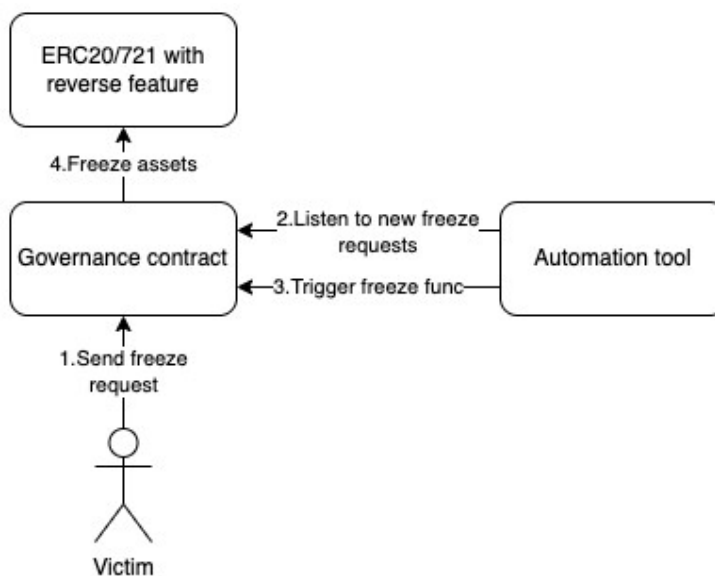 ERC20/721 with
reverse feature
4.Freeze assets
Governance contract
2.Listen to new freeze
requests
3.Trigger freeze func
Automation tool
1.Send freeze
request
Victim